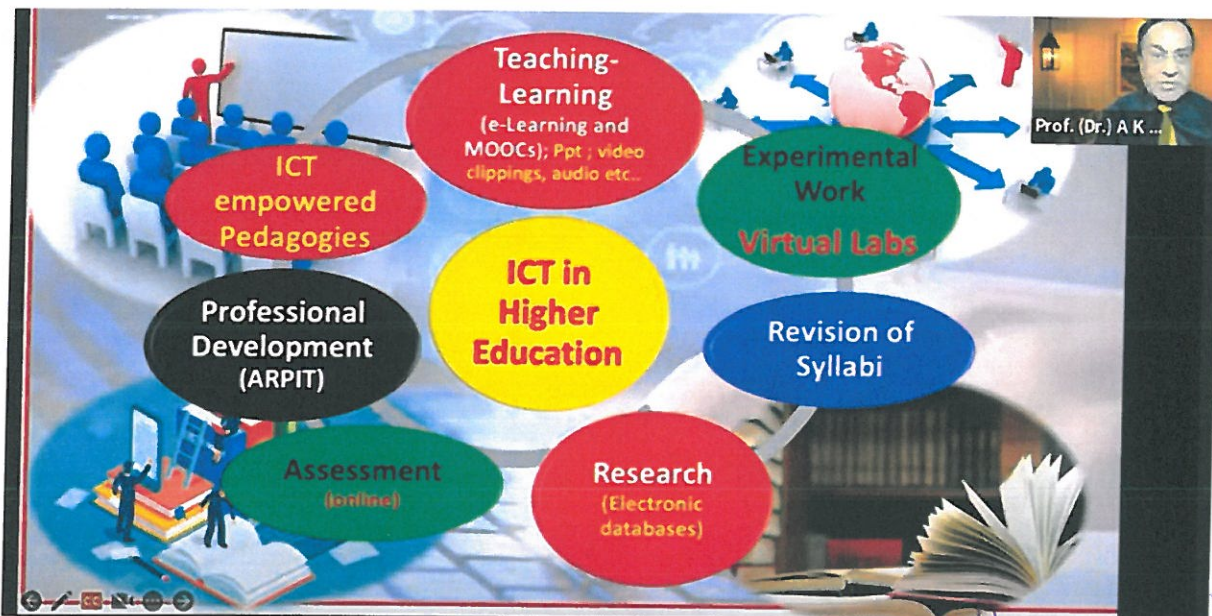 Teaching-
Learning
(e-Learning and
MOOCs); Ppt ; video
clippings, audio etc..
Prof. (Dr.) A K ...
Experimental
Work
Virtual Labs
ICT
empowered
Pedagogies
ICT in
Higher
Education
Professional
Development
(ARPIT)
Revision of
Syllabi
Assessment
(online)
Research
(Electronic
databases)
CC